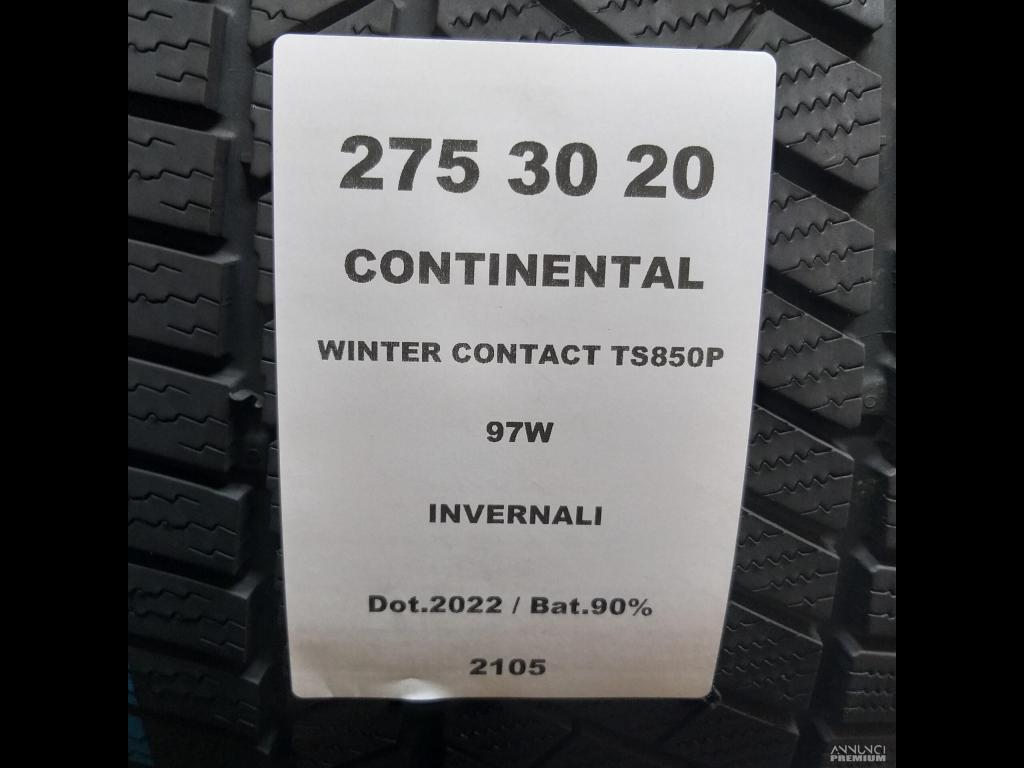 275 30 20
CONTINENTAL
WINTER CONTACT TS850P
97W
INVERNALI
Dot.2022 / Bat.90%
2105
ANNUNCI
PREMIUM